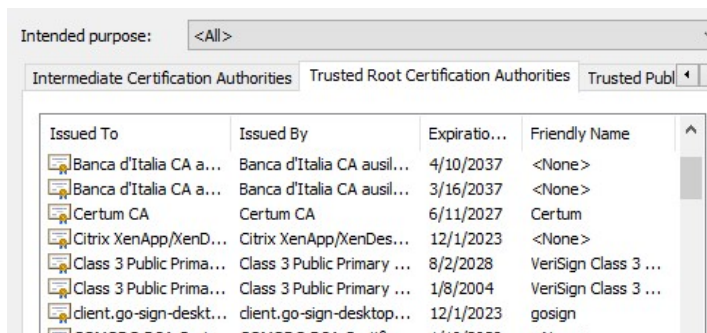 Intended purpose: <All>
Intermediate Certification Authorities Trusted Root Certification Authorities Trusted Publ
Issued To Issued By Expiratio... Friendly Name
Banca d'Italia CA a... Banca d'Italia CA ausil... 4/10/2037 <None>
Banca d'Italia CA a... Banca d'Italia CA ausil... 3/16/2037 <None>
Certum CA Certum CA 6/11/2027 Certum
Citrix XenApp/XenD... Citrix XenApp/XenDes... 12/1/2023 <None>
Class 3 Public Prima... Class 3 Public Primary ... 8/2/2028 VeriSign Class 3 ...
Class 3 Public Prima... Class 3 Public Primary ... 1/8/2004 VeriSign Class 3 ...
client.go-sign-deskt... client.go-sign-desktop... 12/1/2023 gosign